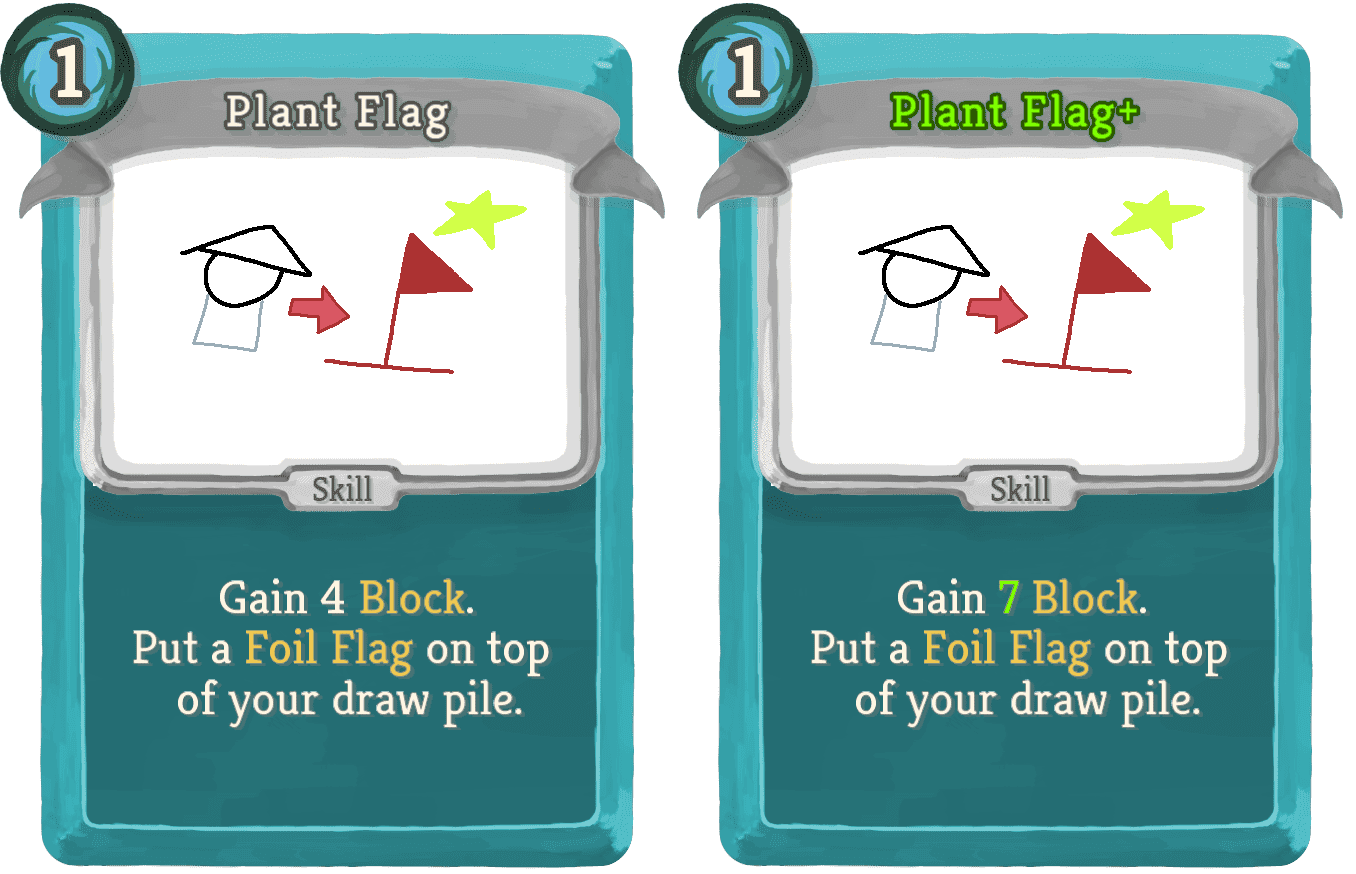 1
Plant Flag
Skill
Gain 4 Block.
Put a Foil Flag on top
of your draw pile.
1
Plant Flag+
Skill
Gain 7 Block.
Put a Foil Flag on top
of your draw pile.